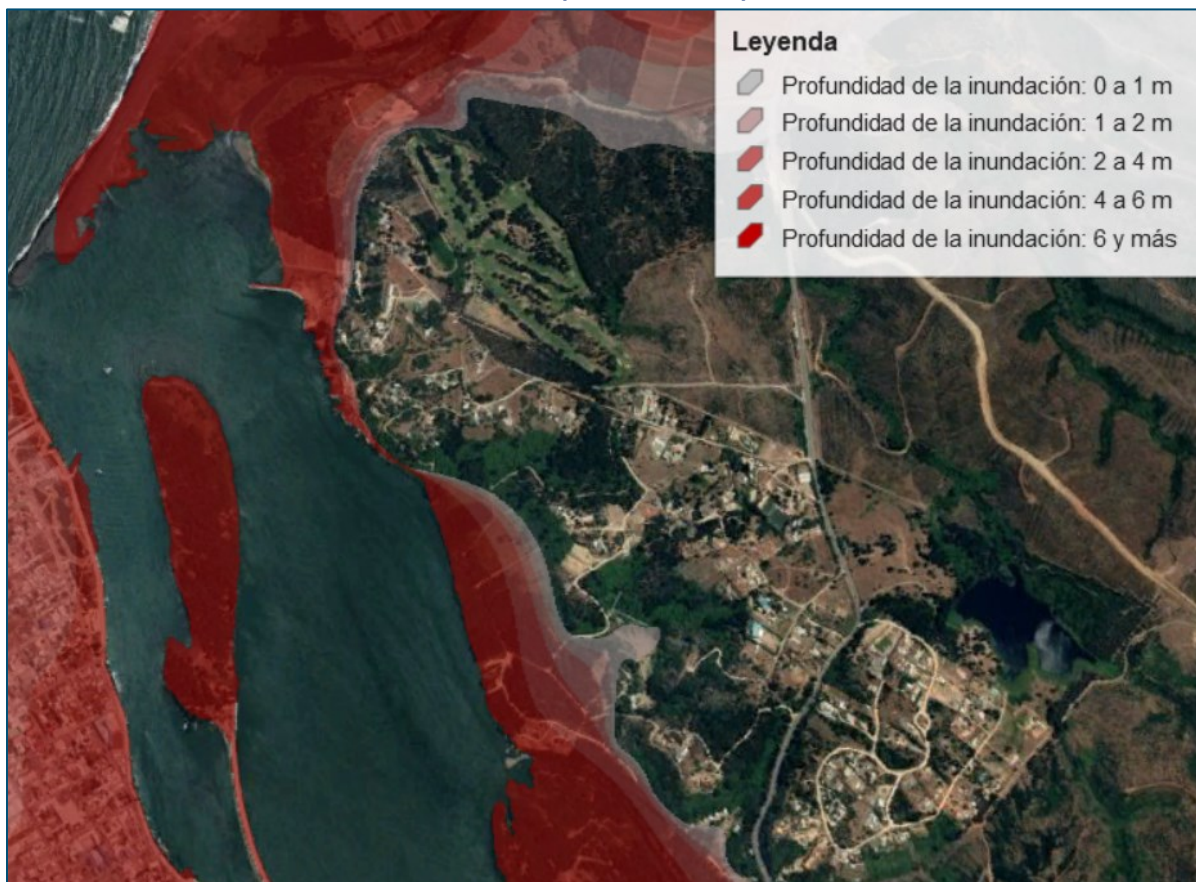 Leyenda
Profundidad de la inundación: 0 a 1 m
Profundidad de la inundación: 1 a 2 m
Profundidad de la inundación: 2 a 4 m
Profundidad de la inundación: 4 a 6 m
Profundidad de la inundación: 6 y más